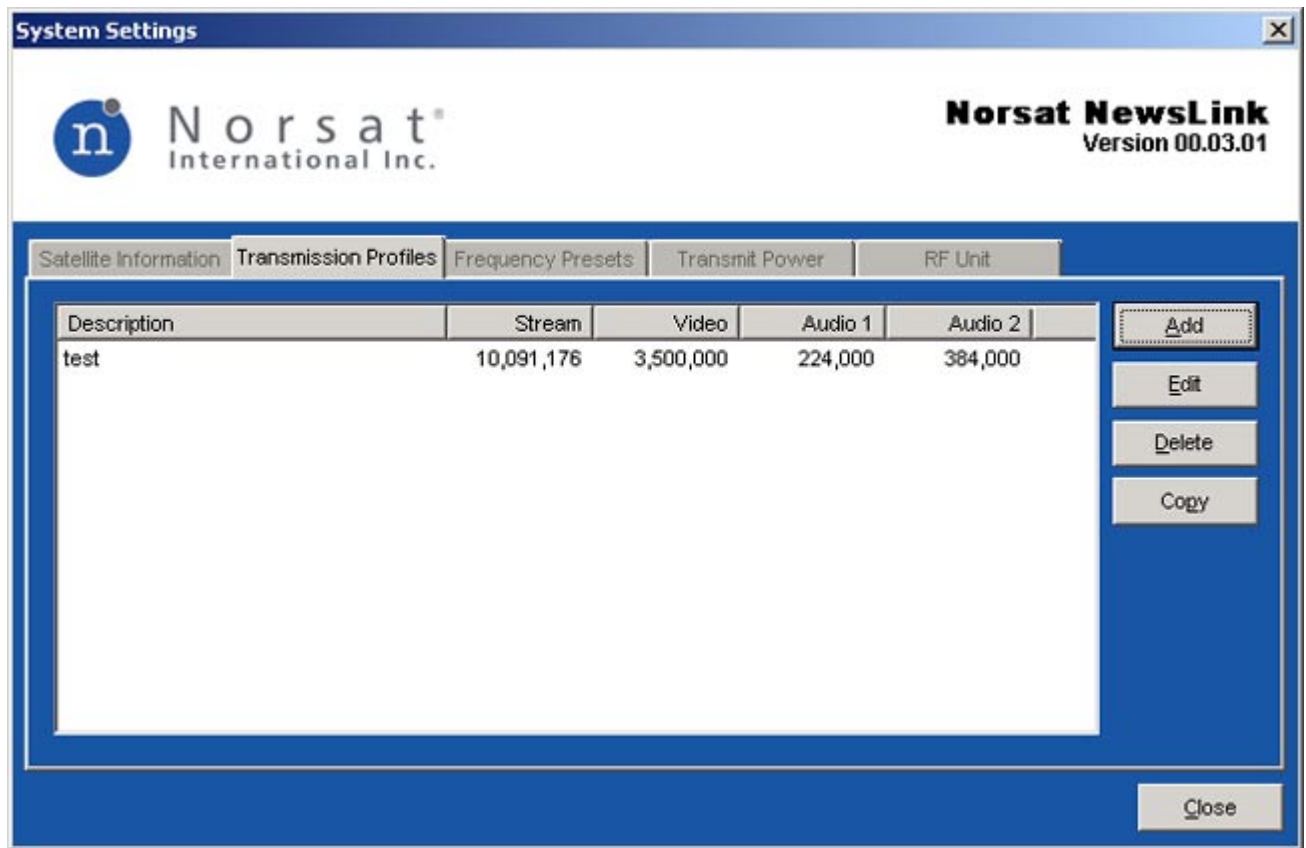 System Settings
n
Norsat®
International Inc.
Norsat NewsLink
Version 00.03.01
Satellite Information Transmission Profiles Frequency Presets Transmit Power RF Unit
Description Stream Video Audio 1 Audio 2
test 10,091,176 3,500,000 224,000 384,000
Add
Edit
Delete
Copy
Close